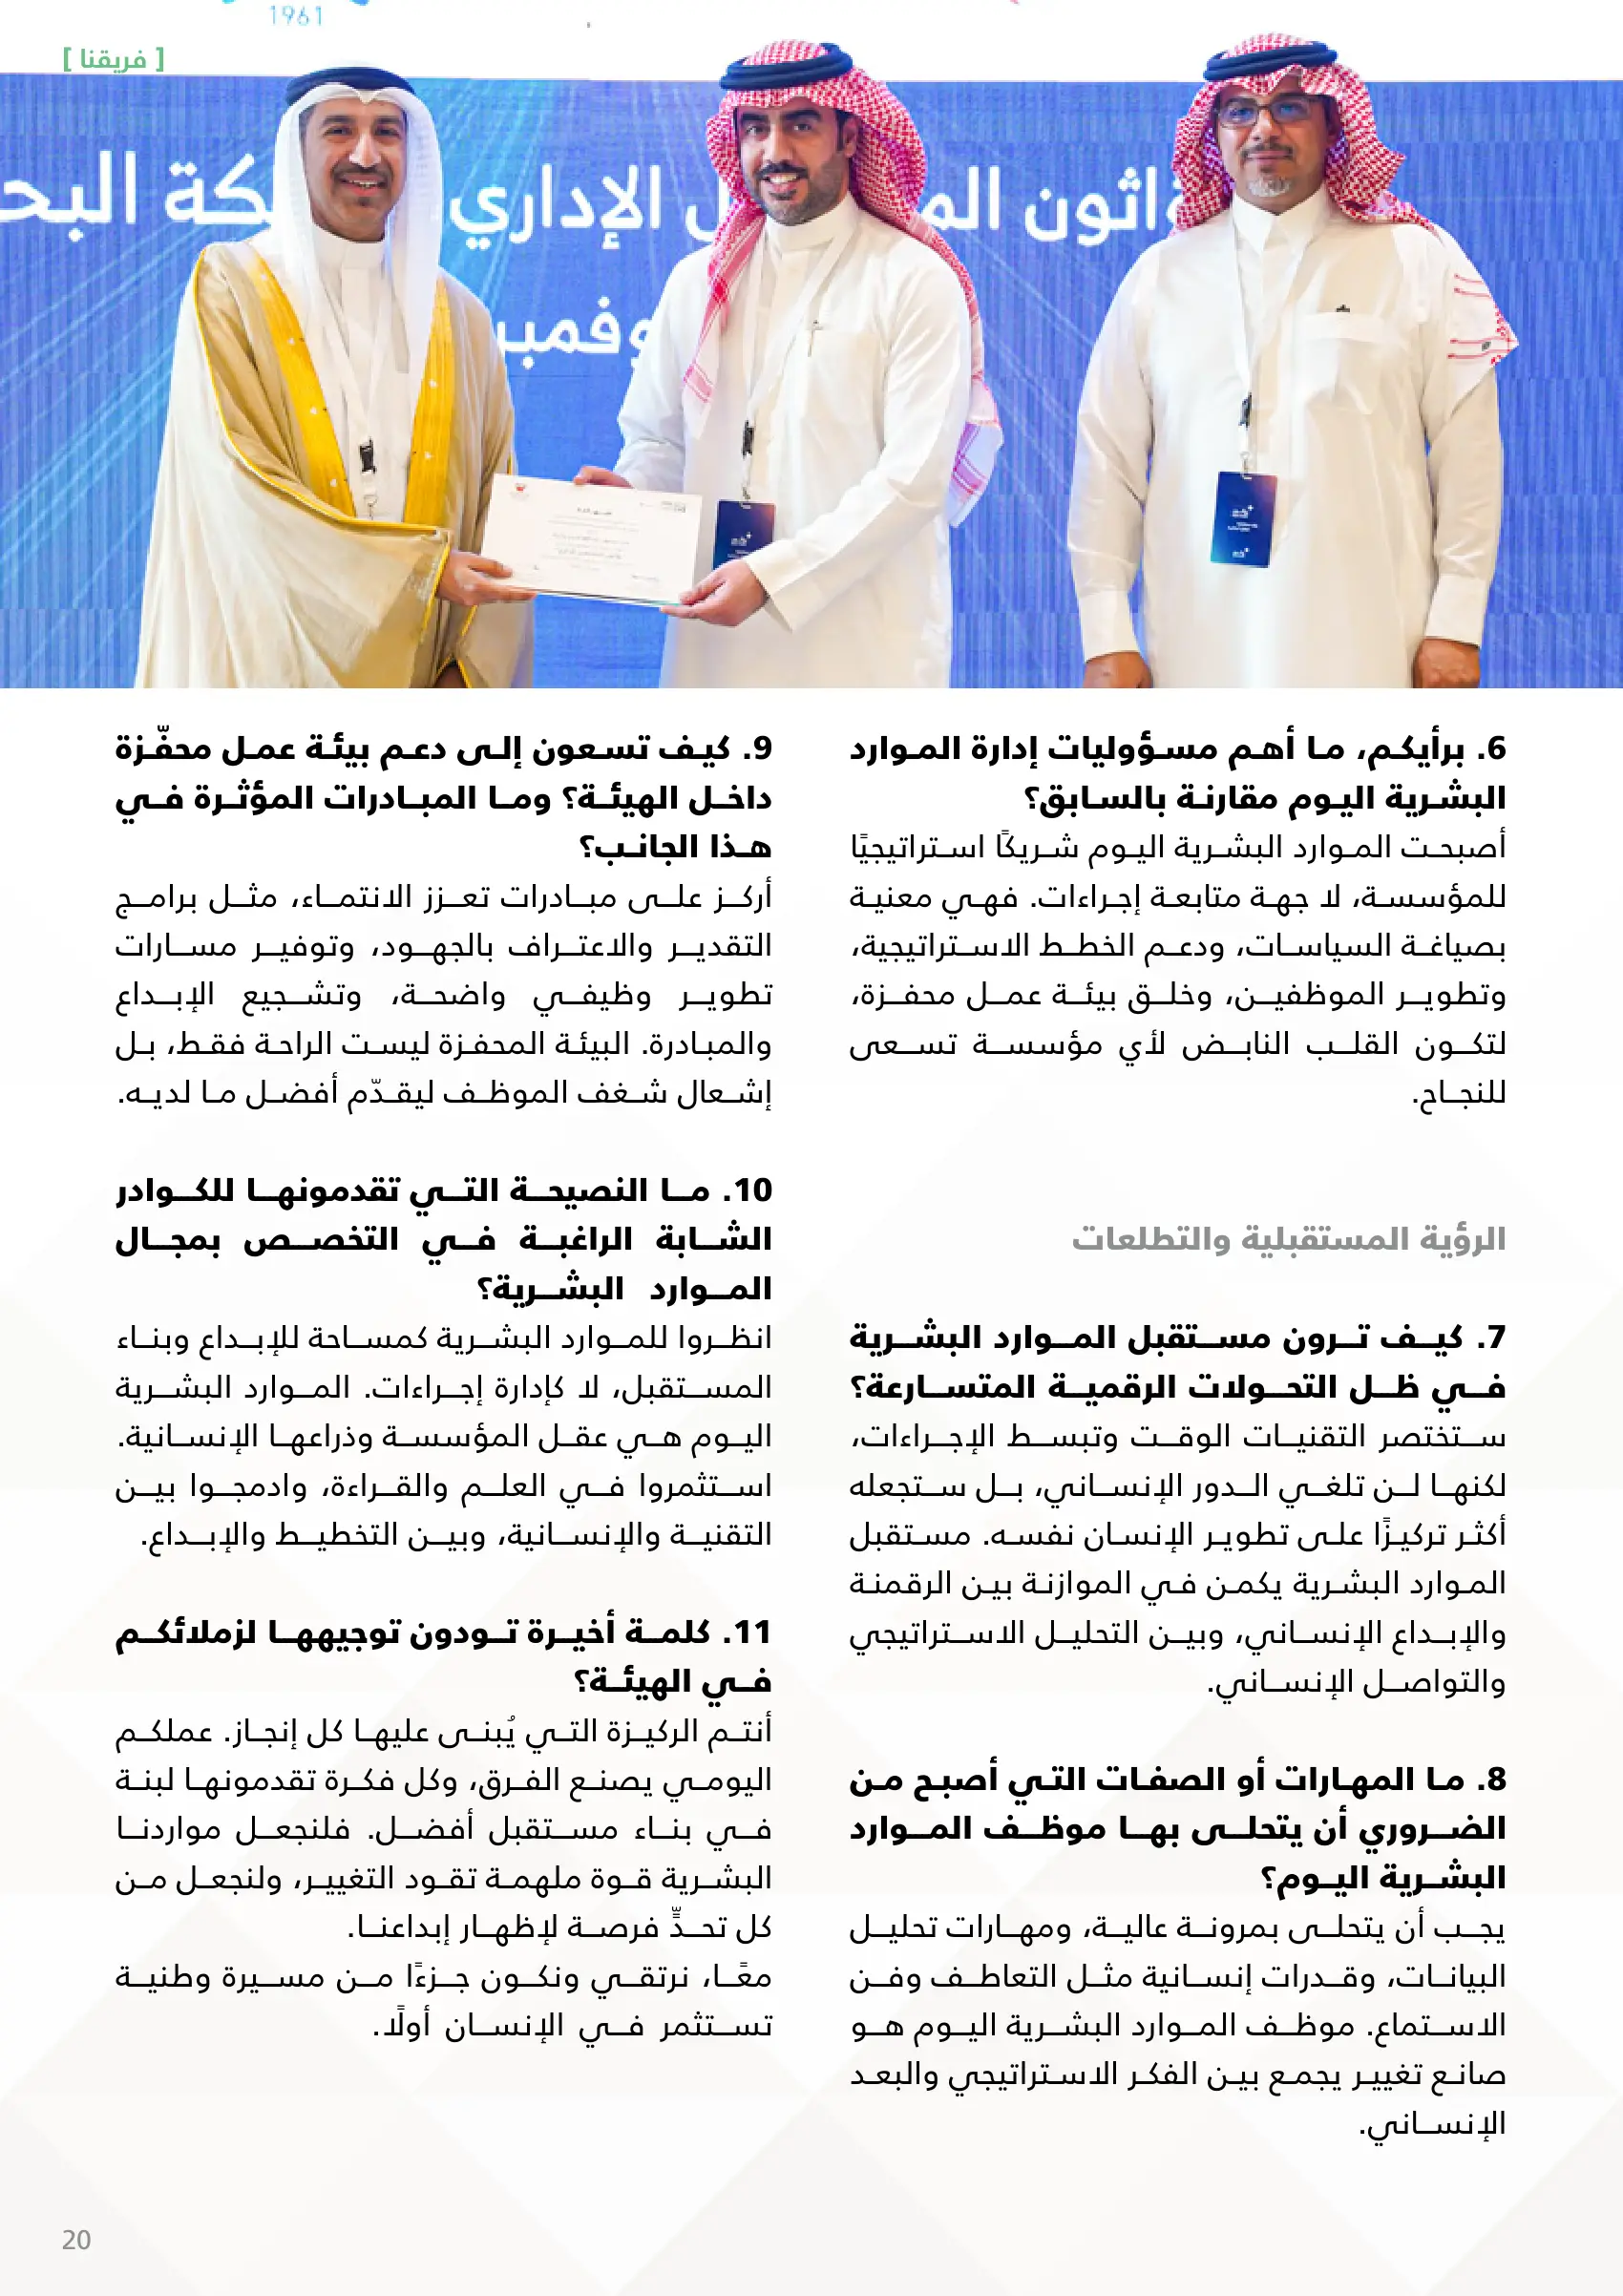 1961
[ فريقنا ]
الإداري
البحـ
6. برأيكم، ما أهم مسؤوليات إدارة الموارد
البشرية اليوم مقارنة بالسابق؟
أصبحت الموارد البشرية اليوم شريكًا استراتيجيًا
للمؤسسة، لا جهة متابعة إجراءات. فهي معنية
بصياغة السياسات، ودعم الخطط الاستراتيجية،
وتطوير الموظفين، وخلق بيئة عمل محفزة،
لتكون القلب النابض لأي مؤسسة تسعى
للنجاح.
الرؤية المستقبلية والتطلعات
7. كيف ترون مستقبل الموارد البشرية
في ظل التحولات الرقمية المتسارعة؟
ستختصر التقنيات الوقت وتبسط الإجراءات،
لكنها لن تلغي الدور الإنساني، بل ستجعله
أكثر تركيزًا على تطوير الإنسان نفسه. مستقبل
الموارد البشرية يكمن في الموازنة بين الرقمنة
والإبداع الإنساني، وبين التحليل الاستراتيجي
والتواصل الإنساني.
8. ما المهارات أو الصفات التي أصبح من
الضروري أن يتحلى بها موظف الموارد
البشرية اليوم؟
يجب أن يتحلى بمرونة عالية، ومهارات تحليل
البيانات، وقدرات إنسانية مثل التعاطف وفن
الاستماع. موظف الموارد البشرية اليوم هو
صانع تغيير يجمع بين الفكر الاستراتيجي والبعد
الإنساني.
9. كيف تسعون إلى دعم بيئة عمل محفّزة
داخل الهيئة؟ وما المبادرات المؤثرة في
هذا الجانب؟
أركز على مبادرات تعزز الانتماء، مثل برامج
التقدير والاعتراف بالجهود، وتوفير مسارات
تطوير وظيفي واضحة، وتشجيع الإبداع
والمبادرة. البيئة المحفزة ليست الراحة فقط، بل
إشعال شغف الموظف ليقدّم أفضل ما لديه.
10. ما النصيحة التي تقدمونها للكوادر
الشابة الراغبة في التخصص بمجال
الموارد البشرية؟
انظروا للموارد البشرية كمساحة للإبداع وبناء
المستقبل، لا كإدارة إجراءات. الموارد البشرية
اليوم هي عقل المؤسسة وذراعها الإنسانية.
استثمروا في العلم والقراءة، وادمجوا بين
التقنية والإنسانية، وبين التخطيط والإبداع.
11. كلمة أخيرة تودون توجيهها لزملائكم
في الهيئة؟
أنتم الركيزة التي يُبنى عليها كل إنجاز. عملكم
اليومي يصنع الفرق، وكل فكرة تقدمونها لبنة
في بناء مستقبل أفضل. فلنجعل مواردنا
البشرية قوة ملهمة تقود التغيير، ولنجعل من
كل تحدٍّ فرصة لإظهار إبداعنا.
معًا، نرتقي ونكون جزءًا من مسيرة وطنية
تستثمر في الإنسان أولًا.
20